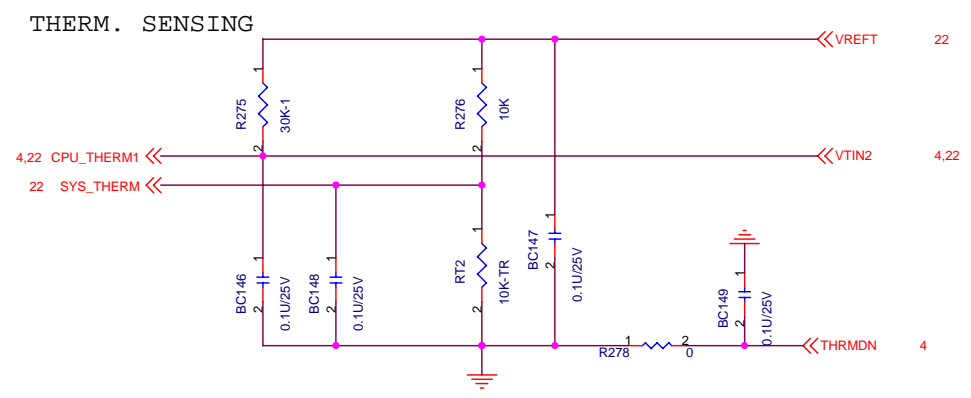 THERM. SENSING
VREFT 22
1
R275
30K-1
2
1
R276
10K
2
4,22 CPU_THERM1
VTIN2 4,22
22 SYS_THERM
1
BC146
0.1U/25V
2
1
BC148
0.1U/25V
2
1
RT2
10K-TR
2
1
BC147
0.1U/25V
2
1
BC149
0.1U/25V
2
1
R278
2
0
THRMDN 4